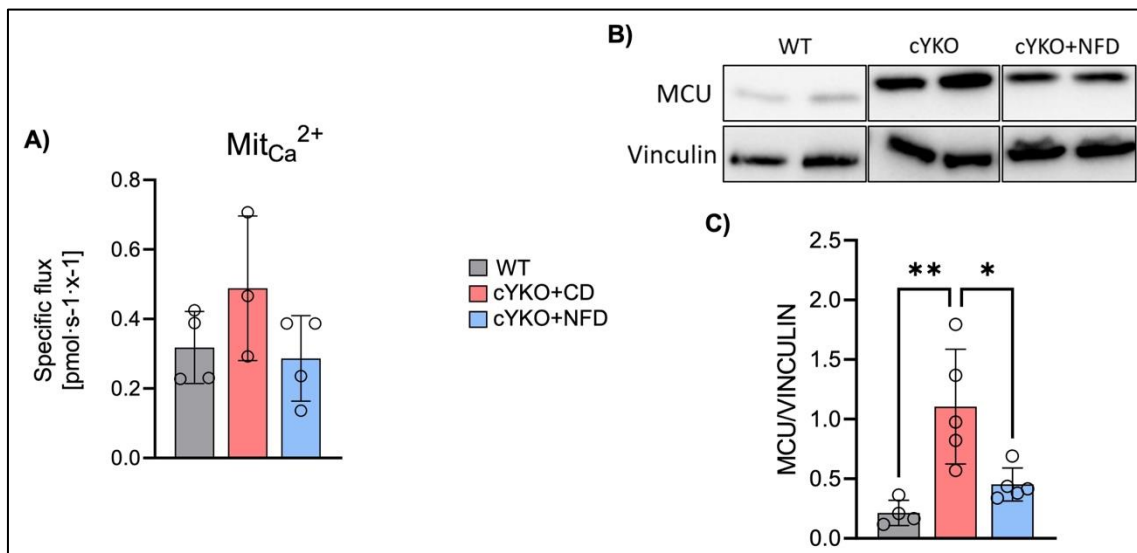 A)
Mit_Ca^2+
0.8
0.6
0.4
0.2
0.0
Specific flux
[pmol·s-1·x-1]
WT
cYKO+CD
cYKO+NFD
B)
WT cYKO cYKO+NFD
MCU
Vinculin
C)
2.5
2.0
1.5
1.0
0.5
0.0
MCU/VINCULIN
** *